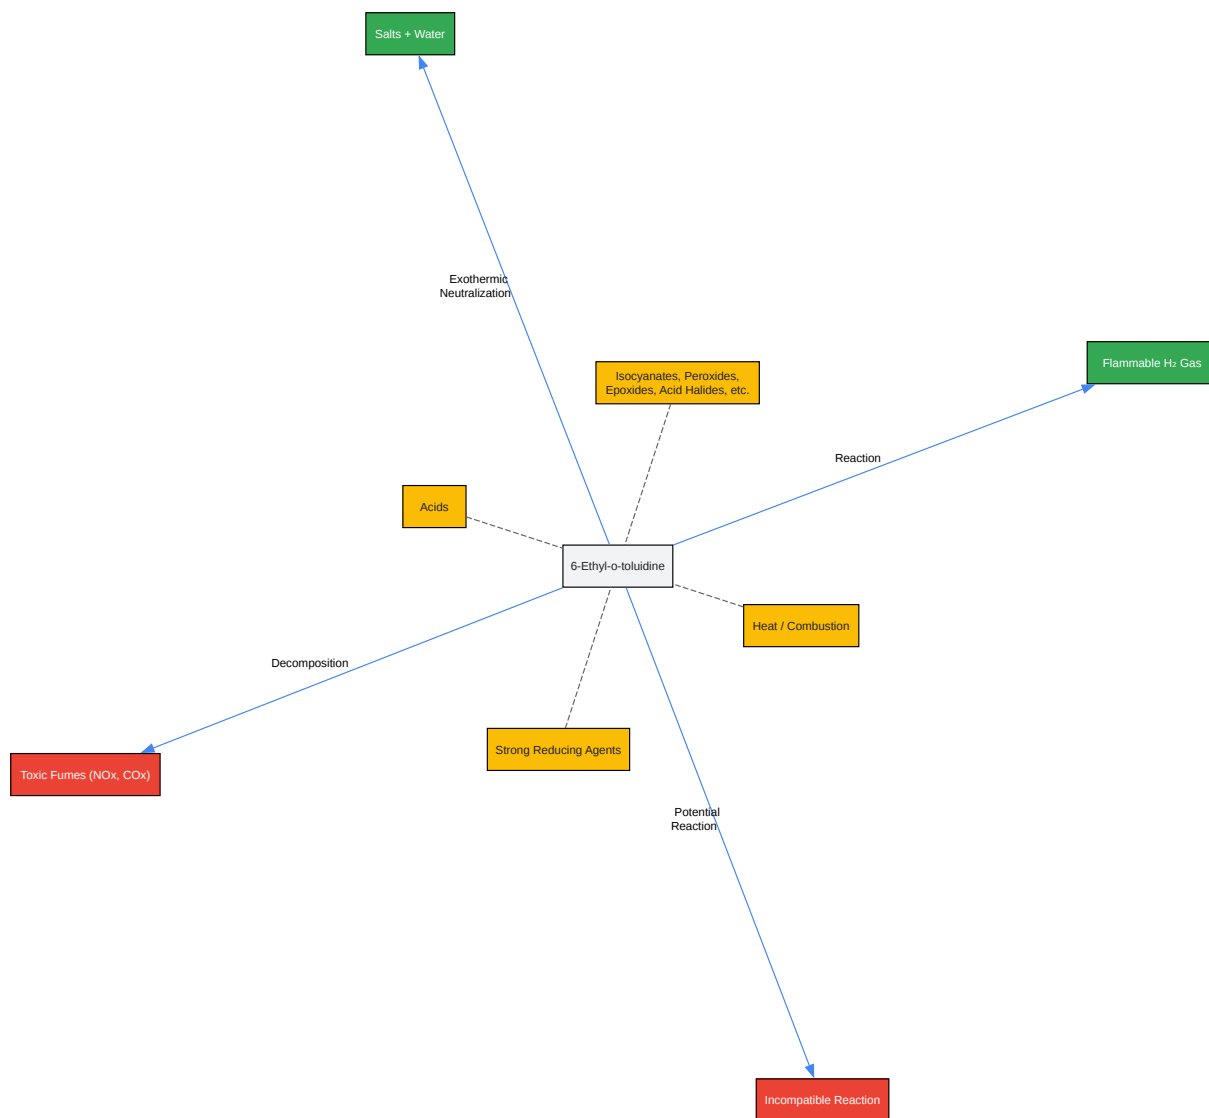 Salts + Water
Exothermic
Neutralization
Flammable H₂ Gas
Isocyanates, Peroxides,
Epoxides, Acid Halides, etc.
Reaction
Acids
6-Ethyl-o-toluidine
Heat / Combustion
Decomposition
Strong Reducing Agents
Toxic Fumes (NOx, COx)
Potential
Reaction
Incompatible Reaction